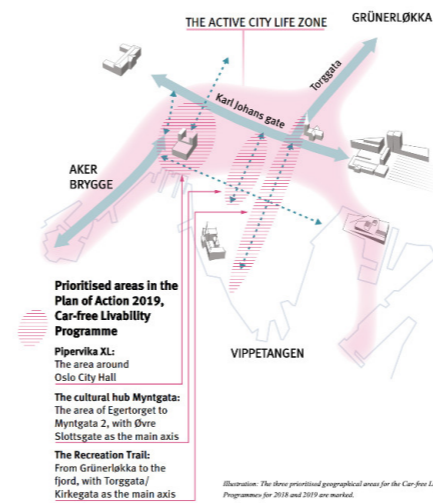 THE ACTIVE CITY LIFE ZONE
GRÜNERLØKKA
Torggata
Karl Johans gate
AKER
BRYGGE
Prioritised areas in the
Plan of Action 2019,
Car-free Livability
Programme
Pipervika XL:
The area around
Oslo City Hall
The cultural hub Myntgata:
The area of Egertorget to
Myntgata 2, with Øvre
Slottsgate as the main axis
The Recreation Trail:
From Grünerløkka to the
fjord, with Torggata/
Kirkegata as the main axis
VIPPETANGEN
Illustration: The three prioritised geographical areas for the Car-free Li
Programmes for 2018 and 2019 are marked.